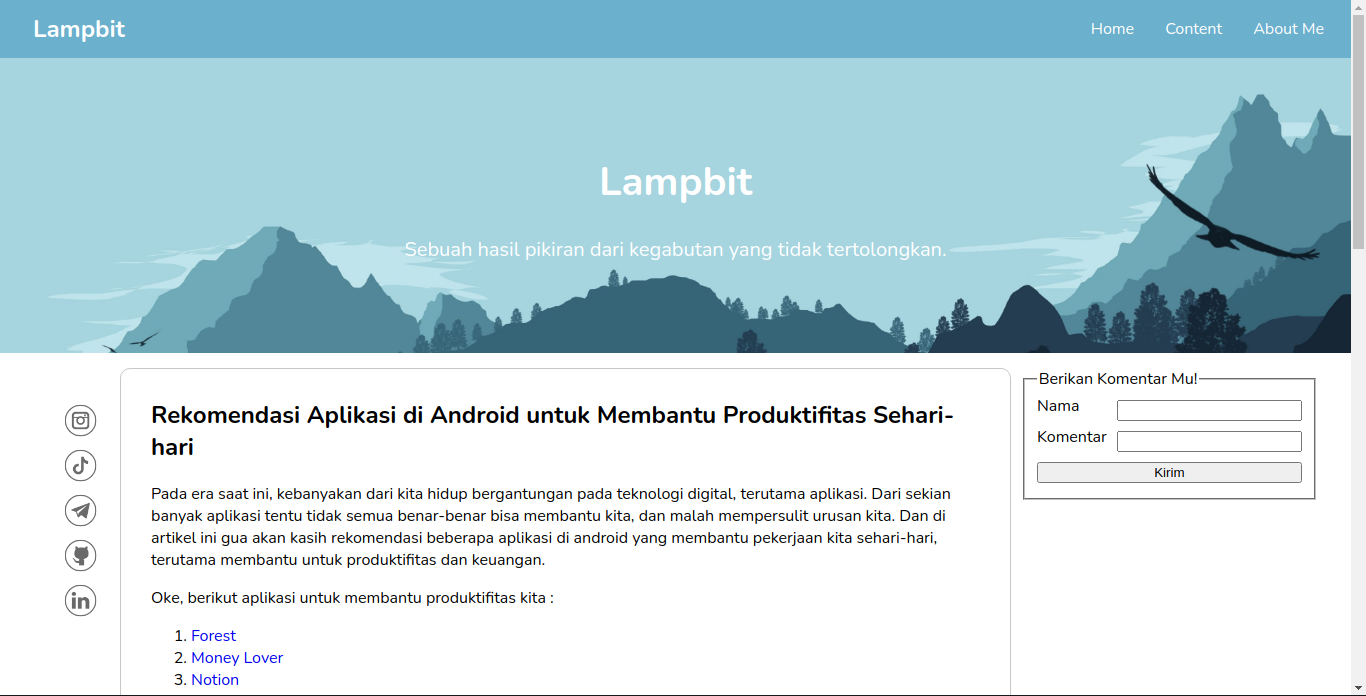 Lampbit
Home
Content
About Me
Lampbit
Sebuah hasil pikiran dari kegabutan yang tidak tertolongkan.
Rekomendasi Aplikasi di Android untuk Membantu Produktifitas Sehari-
hari
Pada era saat ini, kebanyakan dari kita hidup bergantungan pada teknologi digital, terutama aplikasi. Dari sekian
banyak aplikasi tentu tidak semua benar-benar bisa membantu kita, dan malah mempersulit urusan kita. Dan di
artikel ini gua akan kasih rekomendasi beberapa aplikasi di android yang membantu pekerjaan kita sehari-hari,
terutama membantu untuk produktifitas dan keuangan.
Oke, berikut aplikasi untuk membantu produktifitas kita :
1. Forest
2. Money Lover
3. Notion
Berikan Komentar Mu!
Nama
Komentar
Kirim